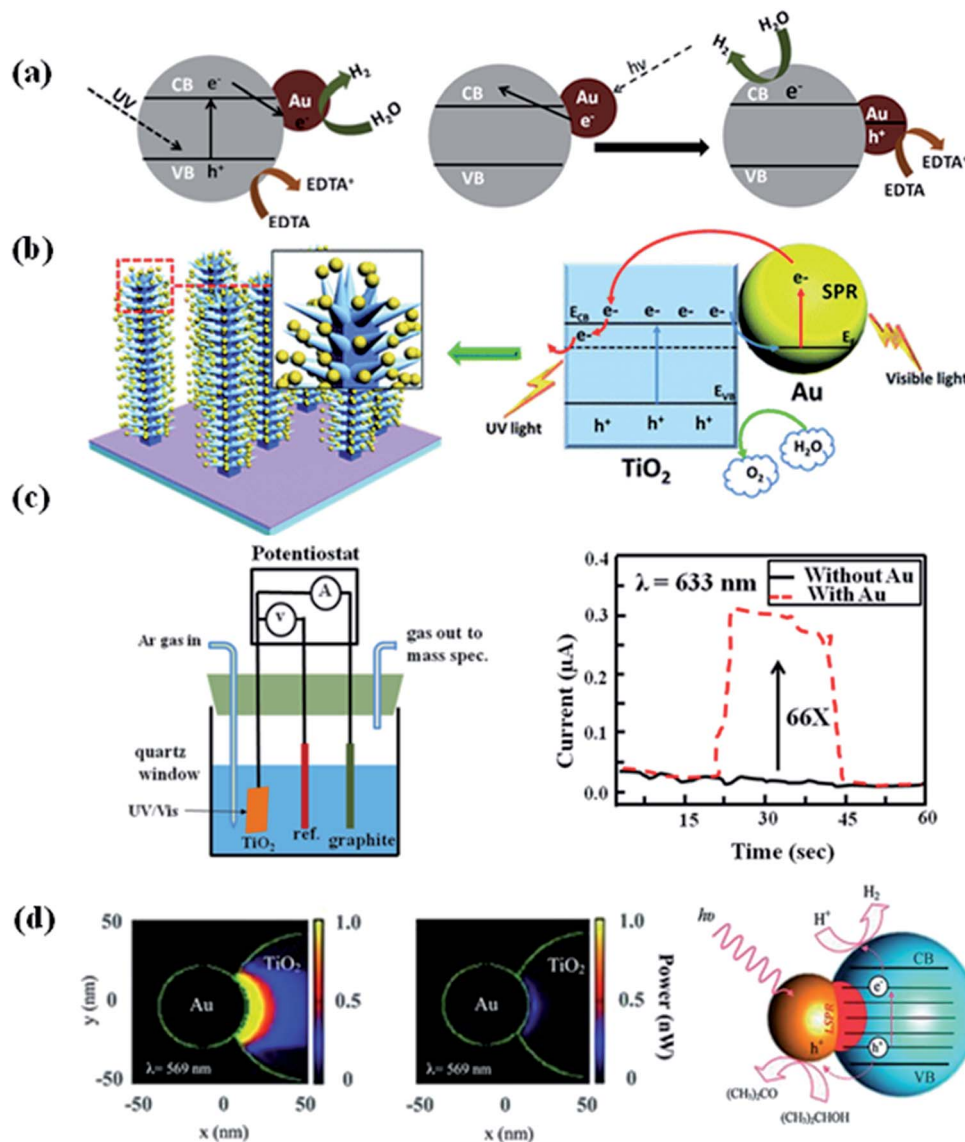 (a)
CB
e⁻
Au
e⁻
H₂
H₂O
UV
VB
h⁺
EDTA⁺
EDTA
CB
Au
e⁻
hν
VB
H₂
H₂O
CB
e⁻
Au
h⁺
VB
EDTA⁺
EDTA
(b)
e-
SPR
E_CB
e-
e-
e-
e-
e-
E_VB
Au
Visible light
UV light
h⁺
h⁺
h⁺
TiO₂
O₂
H₂O
(c)
Potentiostat
A
v
Ar gas in
gas out to
mass spec.
quartz
window
UV/Vis
TiO₂
ref.
graphite
0.4
0.3
0.2
0.1
0.0
Current (μA)
λ = 633 nm
Without Au
With Au
66X
15
30
45
60
Time (sec)
(d)
50
0
-50
y (nm)
Au
TiO₂
λ= 569 nm
-50
0
50
x (nm)
1.0
0.5
0
Au
TiO₂
λ= 569 nm
-50
0
50
x (nm)
1.0
0.5
0
Power (nW)
hυ
H⁺
H₂
CB
e⁻
LSPR
h⁺
h⁺
VB
(CH₃)₂CO
(CH₃)₂CHOH